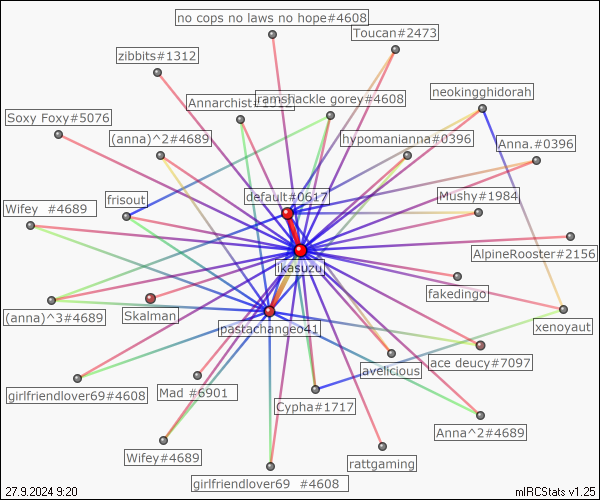 no cops no laws no hope#4608
Toucan#2473
zibbits#1312
neokingghidorah
Annarchist#
ramshackle gorey#4608
Soxy Foxy#5076
(anna)^2#4689
hypomanianna#0396
Anna.#0396
default#0617
Mushy#1984
frisout
Wifey  #4689
AlpineRooster#2156
ikasuzu
fakedingo
(anna)^3#4689
Skalman
pastachangeo41
xenoyaut
avelicious
ace deucy#7097
girlfriendlover69#4608
Mad #6901
Cypha#1717
Anna^2#4689
Wifey#4689
rattgaming
girlfriendlover69  #4608
27.9.2024 9:20
mIRCStats v1.25